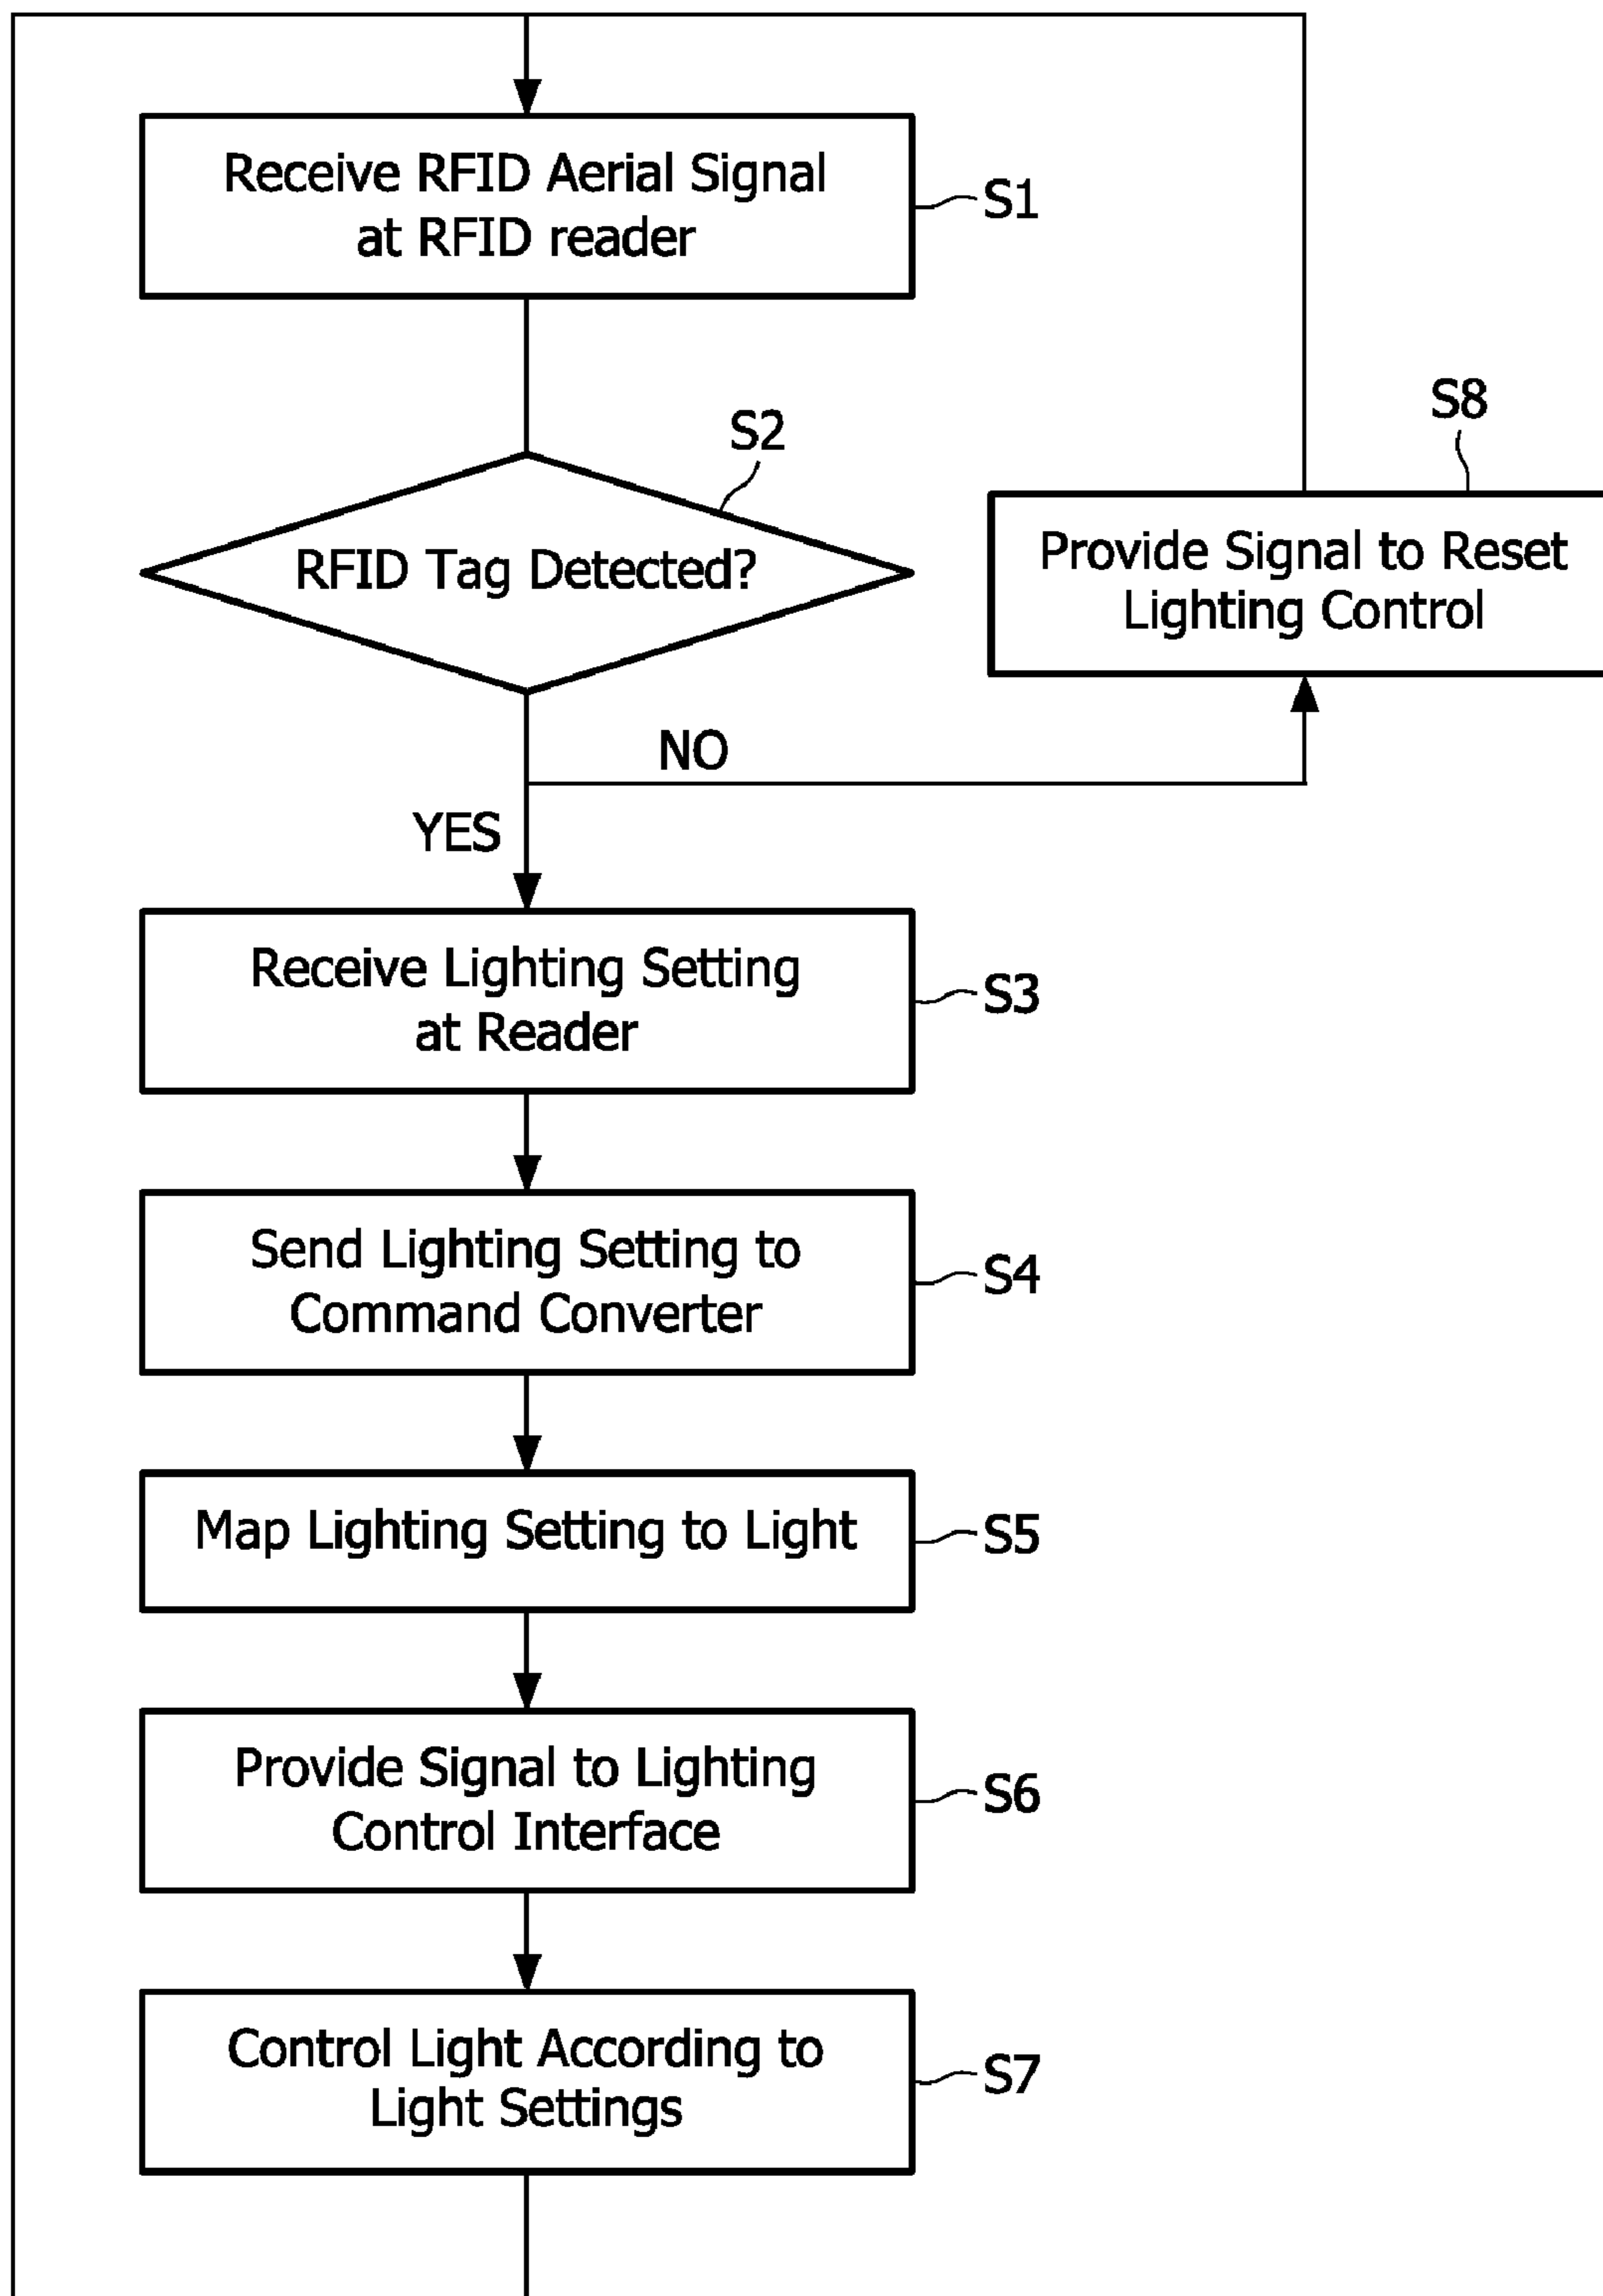 Receive RFID Aerial Signal
at RFID reader
S1
S2
RFID Tag Detected?
S8
Provide Signal to Reset
Lighting Control
NO
YES
Receive Lighting Setting
at Reader
S3
Send Lighting Setting to
Command Converter
S4
Map Lighting Setting to Light
S5
Provide Signal to Lighting
Control Interface
S6
Control Light According to
Light Settings
S7